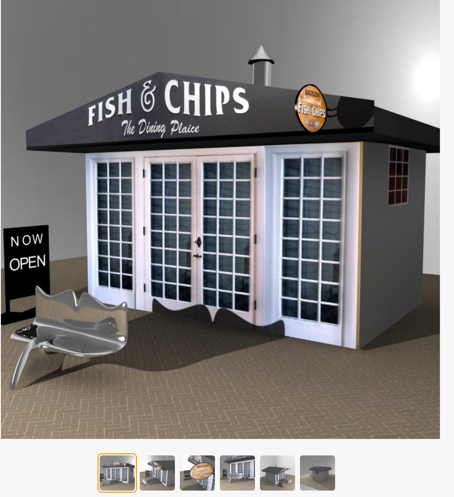 FISH & CHIPS
The Dining Plaice
FISH & CHIPS
NOW
OPEN